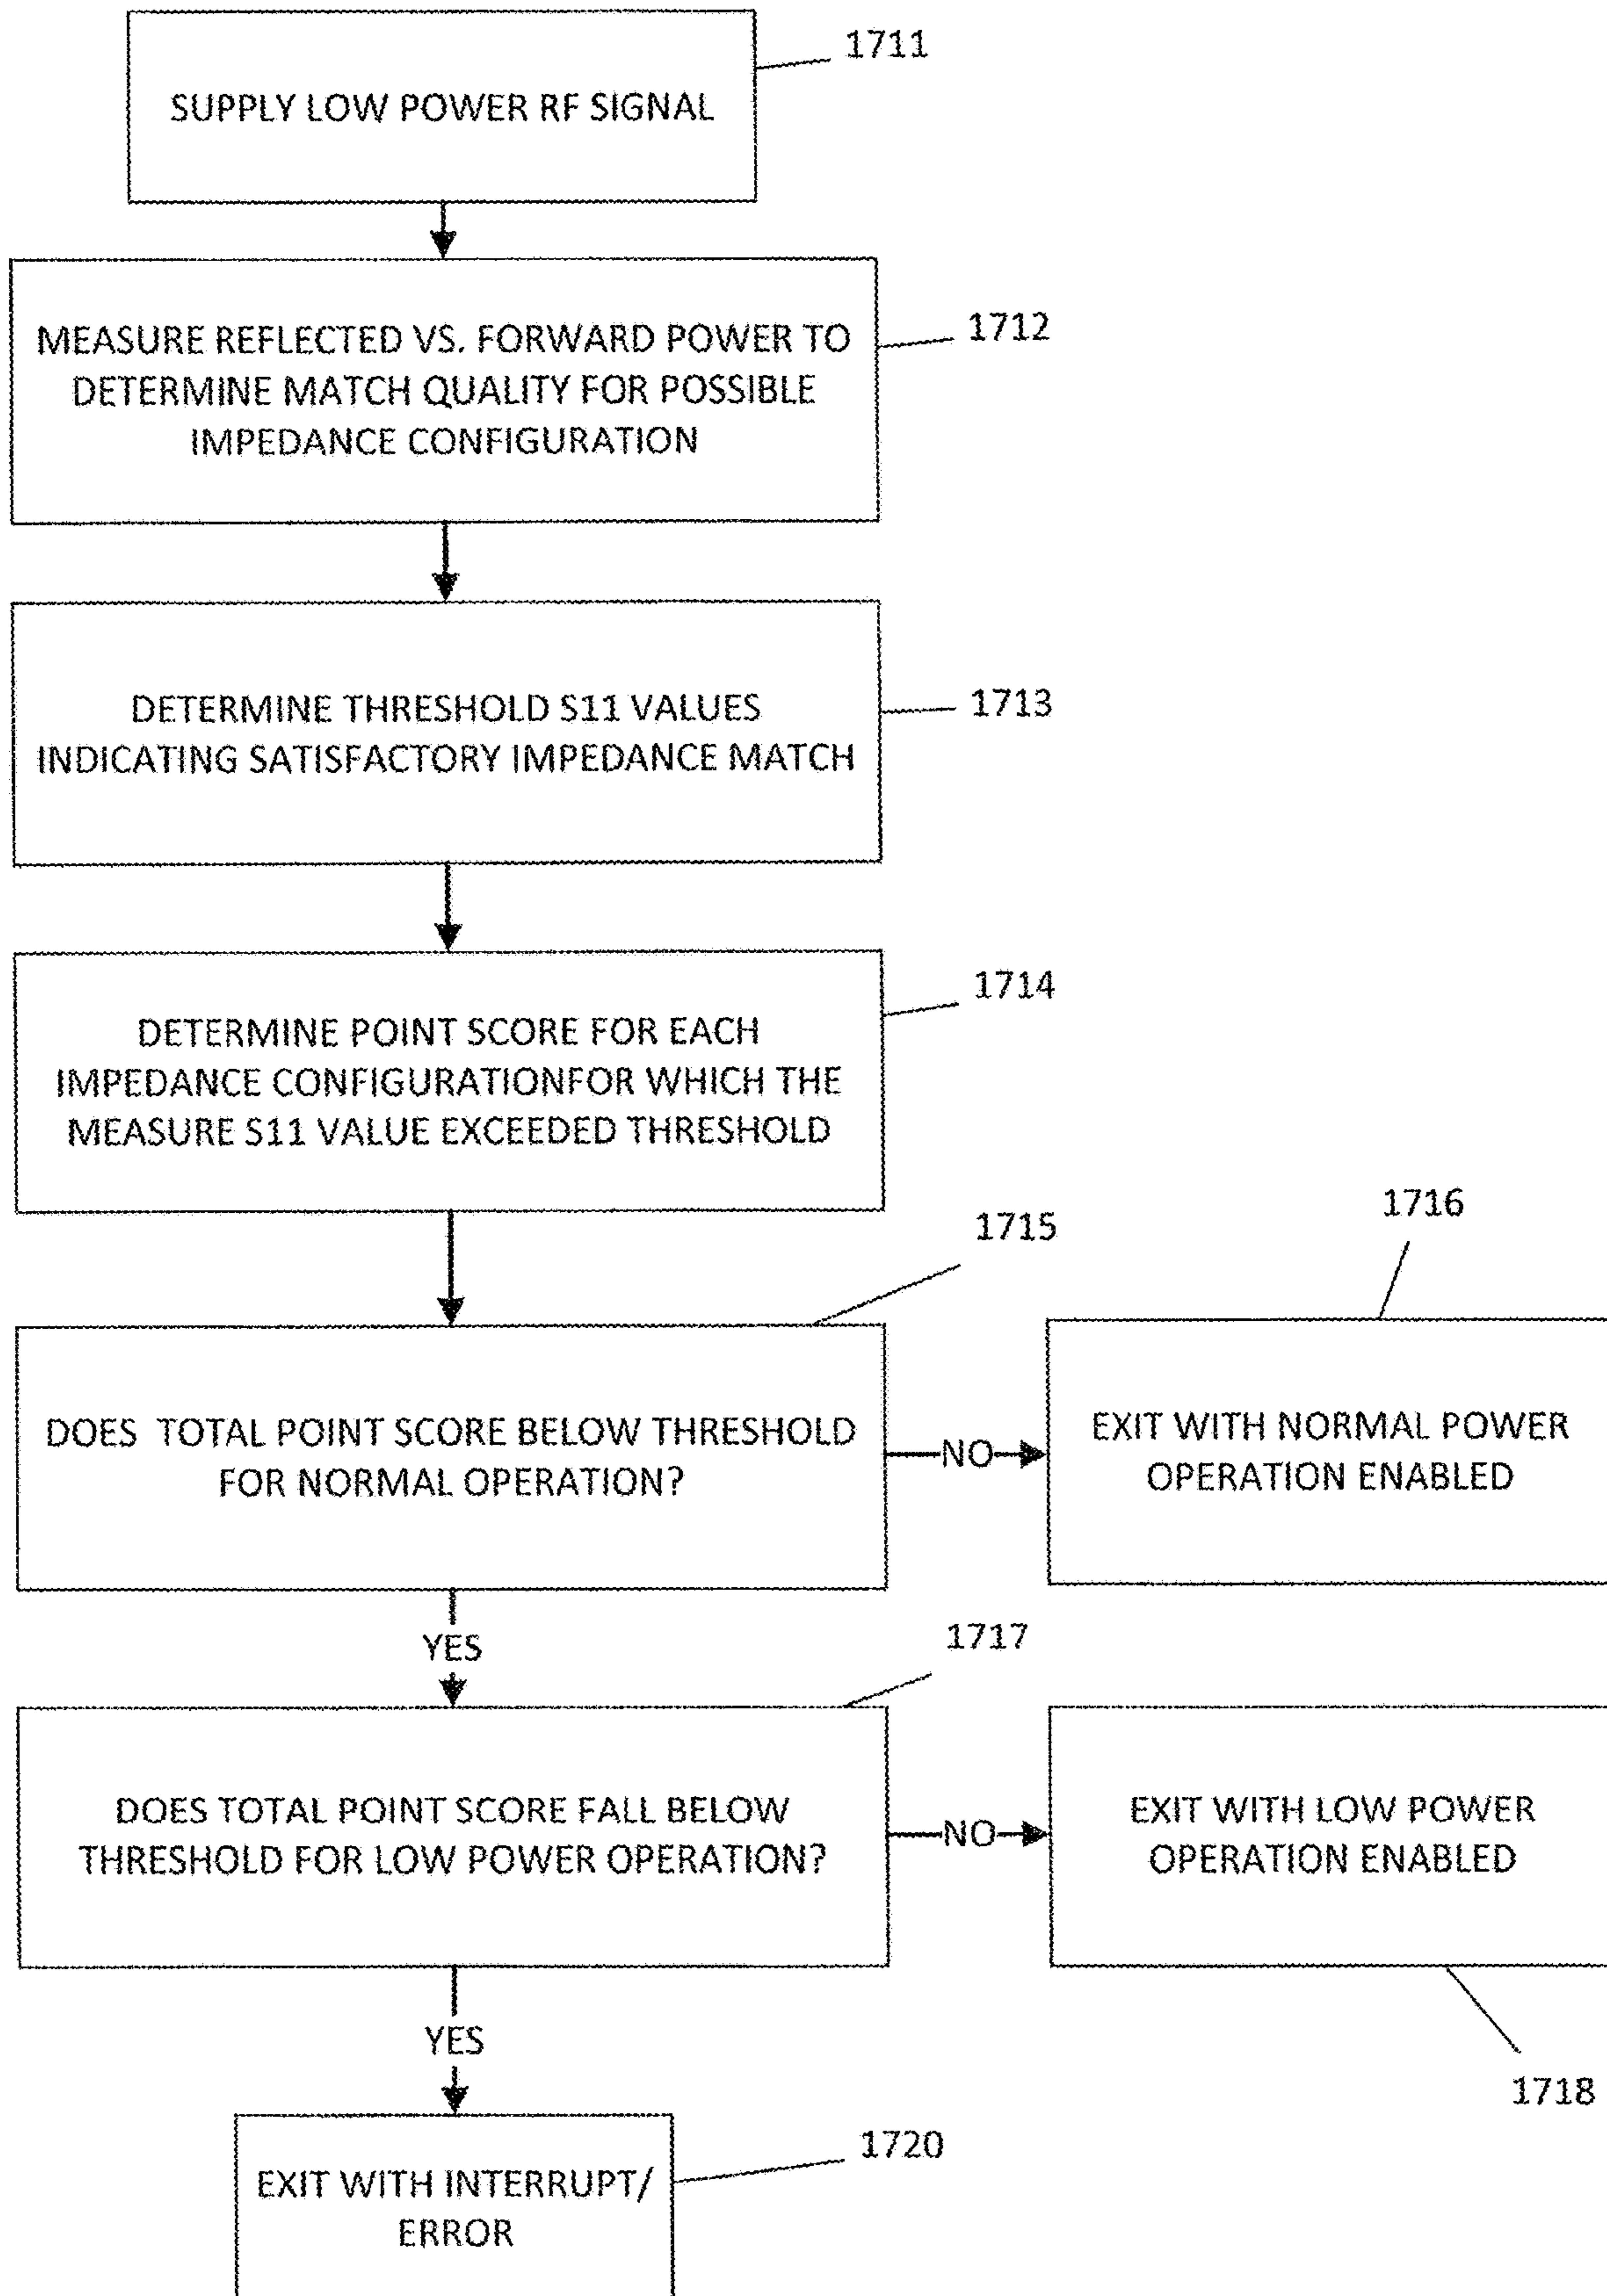 1711
SUPPLY LOW POWER RF SIGNAL
1712
MEASURE REFLECTED VS. FORWARD POWER TO
DETERMINE MATCH QUALITY FOR POSSIBLE
IMPEDANCE CONFIGURATION
1713
DETERMINE THRESHOLD S11 VALUES
INDICATING SATISFACTORY IMPEDANCE MATCH
1714
DETERMINE POINT SCORE FOR EACH
IMPEDANCE CONFIGURATIONFOR WHICH THE
MEASURE S11 VALUE EXCEEDED THRESHOLD
1715
1716
DOES TOTAL POINT SCORE BELOW THRESHOLD
FOR NORMAL OPERATION?
NO
EXIT WITH NORMAL POWER
OPERATION ENABLED
YES
1717
DOES TOTAL POINT SCORE FALL BELOW
THRESHOLD FOR LOW POWER OPERATION?
NO
EXIT WITH LOW POWER
OPERATION ENABLED
1718
YES
1720
EXIT WITH INTERRUPT/
ERROR